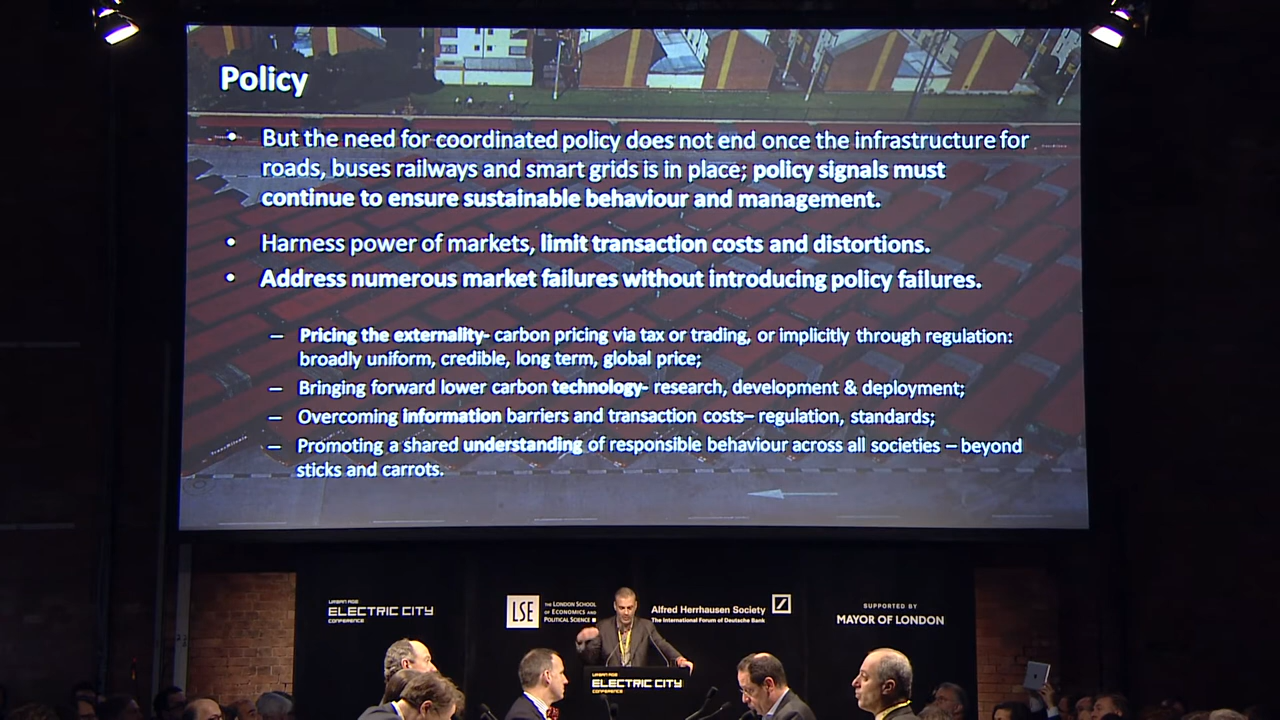 Policy
• But the need for coordinated policy does not end once the infrastructure for
roads, buses railways and smart grids is in place; policy signals must
continue to ensure sustainable behaviour and management.
• Harness power of markets, limit transaction costs and distortions.
• Address numerous market failures without introducing policy failures.
– Pricing the externality- carbon pricing via tax or trading, or implicitly through regulation:
broadly uniform, credible, long term, global price;
– Bringing forward lower carbon technology- research, development & deployment;
– Overcoming information barriers and transaction costs– regulation, standards;
– Promoting a shared understanding of responsible behaviour across all societies – beyond
sticks and carrots.
URBAN AGE
ELECTRIC CITY
CONFERENCE
LSE
THE LONDON SCHOOL
OF ECONOMICS AND
POLITICAL SCIENCE
Alfred Herrhausen Society
The International Forum of Deutsche Bank
SUPPORTED BY
MAYOR OF LONDON
URBAN AGE
ELECTRIC CITY
CONFERENCE